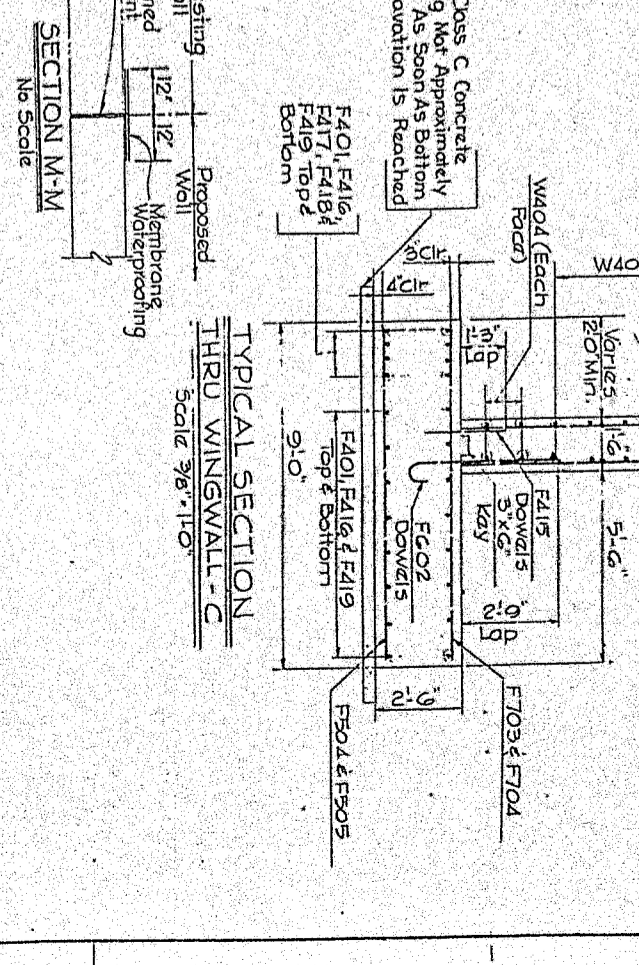 W40
W404 (Each
Face)
Varies
2'-0" Min.
1'-6"
5'-6"
Class C Concrete
Mat Approximately
As Soon As Bottom
Is Reached
3"Clr.
4"Clr.
1'-3"
Lap
F415
Dowels
3"x6"
Key
2'-9"
Lap
F602
Dowels
F401, F416,
F417, F418 &
F419 Top &
Bottom
F401, F416 & F419
Top & Bottom
9'-0"
2'-6"
F703 & F704
F504 & F505
TYPICAL SECTION
THRU WINGWALL-C
Scale 3/8"=1'-0"
Proposed
Wall
12"
12"
Membrane
Waterproofing
SECTION M-M
No Scale